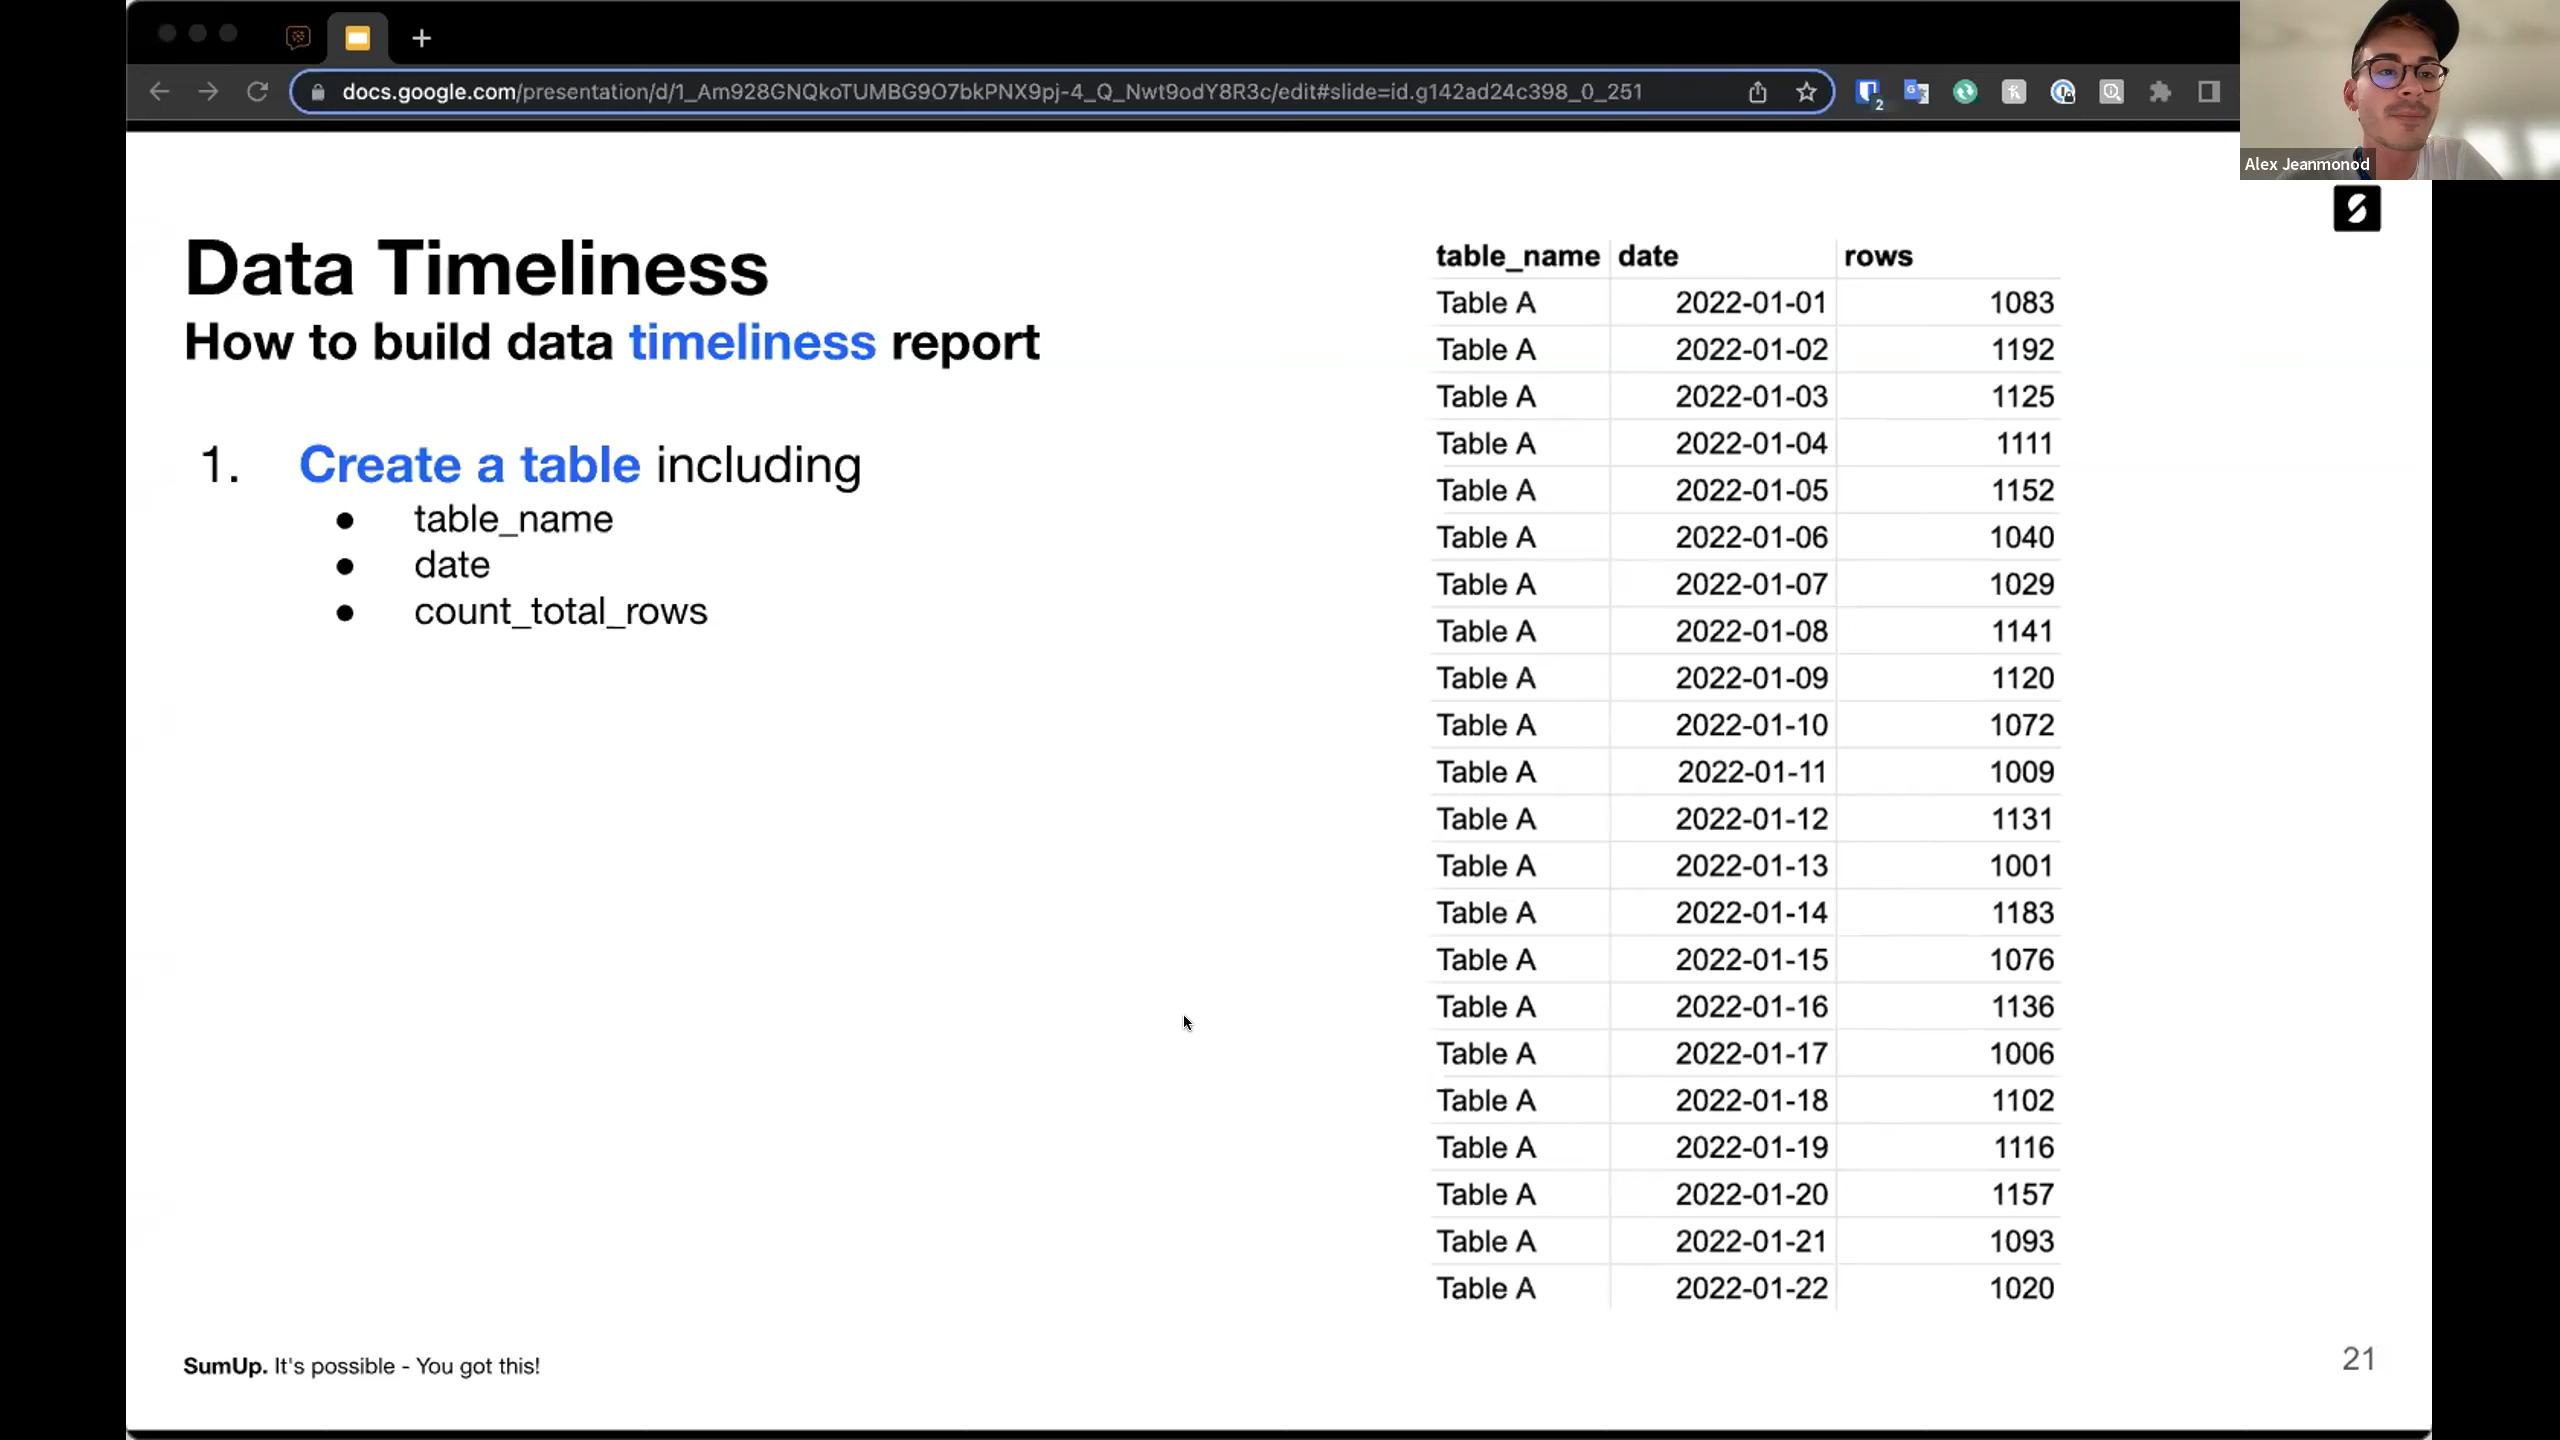 docs.google.com/presentation/d/1_Am928GNQkoTUMBG9O7bkPNX9pj-4_Q_Nwt9odY8R3c/edit#slide=id.g142ad24c398_0_251
2
Alex Jeanmonod
Data Timeliness
How to build data timeliness report
1. Create a table including
● table_name
● date
● count_total_rows
table_name date rows
Table A 2022-01-01 1083
Table A 2022-01-02 1192
Table A 2022-01-03 1125
Table A 2022-01-04 1111
Table A 2022-01-05 1152
Table A 2022-01-06 1040
Table A 2022-01-07 1029
Table A 2022-01-08 1141
Table A 2022-01-09 1120
Table A 2022-01-10 1072
Table A 2022-01-11 1009
Table A 2022-01-12 1131
Table A 2022-01-13 1001
Table A 2022-01-14 1183
Table A 2022-01-15 1076
Table A 2022-01-16 1136
Table A 2022-01-17 1006
Table A 2022-01-18 1102
Table A 2022-01-19 1116
Table A 2022-01-20 1157
Table A 2022-01-21 1093
Table A 2022-01-22 1020
SumUp. It's possible - You got this!
21